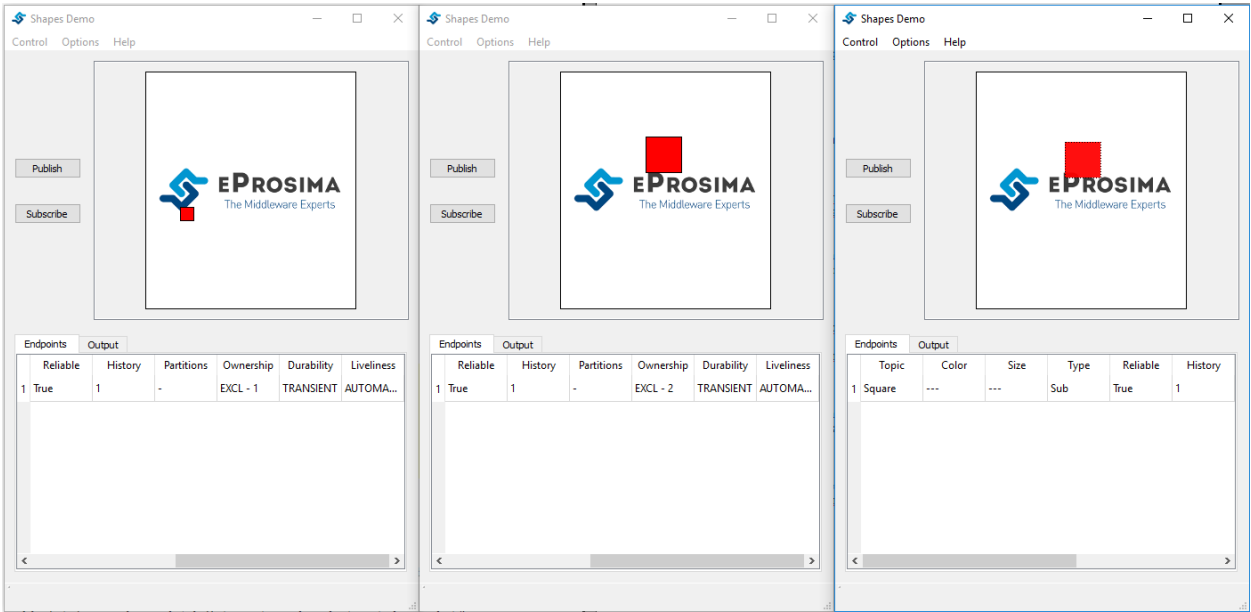 Shapes Demo
Control Options Help
Publish
Subscribe
EPROSIMA
The Middleware Experts
Endpoints Output
Reliable History Partitions Ownership Durability Liveliness
1 True 1 - EXCL - 1 TRANSIENT AUTOMA...
Shapes Demo
Control Options Help
Publish
Subscribe
EPROSIMA
The Middleware Experts
Endpoints Output
Reliable History Partitions Ownership Durability Liveliness
1 True 1 - EXCL - 2 TRANSIENT AUTOMA...
Shapes Demo
Control Options Help
Publish
Subscribe
EPROSIMA
The Middleware Experts
Endpoints Output
Topic Color Size Type Reliable History
1 Square --- --- Sub True 1